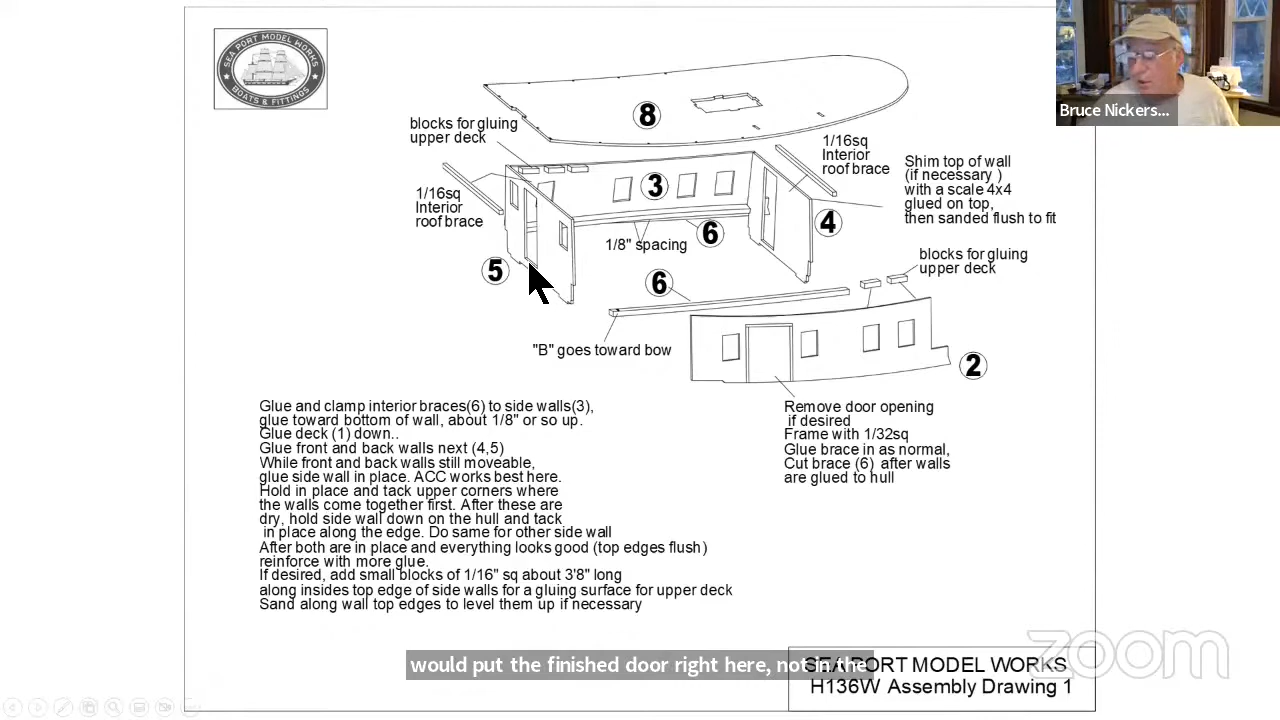 SEA PORT MODEL WORKS
BOATS & FITTINGS
Bruce Nickers...
8
blocks for gluing
upper deck
1/16sq
Interior
roof brace
3
1/16sq
Interior
roof brace
Shim top of wall
(if necessary )
with a scale 4x4
glued on top,
then sanded flush to fit
4
6
1/8" spacing
5
blocks for gluing
upper deck
6
"B" goes toward bow
2
Glue and clamp interior braces(6) to side walls(3),
glue toward bottom of wall, about 1/8" or so up.
Glue deck (1) down..
Glue front and back walls next (4,5)
While front and back walls still moveable,
glue side wall in place. ACC works best here.
Hold in place and tack upper corners where
the walls come together first. After these are
dry, hold side wall down on the hull and tack
in place along the edge. Do same for other side wall
After both are in place and everything looks good (top edges flush)
reinforce with more glue.
If desired, add small blocks of 1/16" sq about 3'8" long
along insides top edge of side walls for a gluing surface for upper deck
Sand along wall top edges to level them up if necessary
Remove door opening
if desired
Frame with 1/32sq
Glue brace in as normal,
Cut brace (6) after walls
are glued to hull
would put the finished door right here, not in the
SEA PORT MODEL WORKS
H136W Assembly Drawing 1
zoom